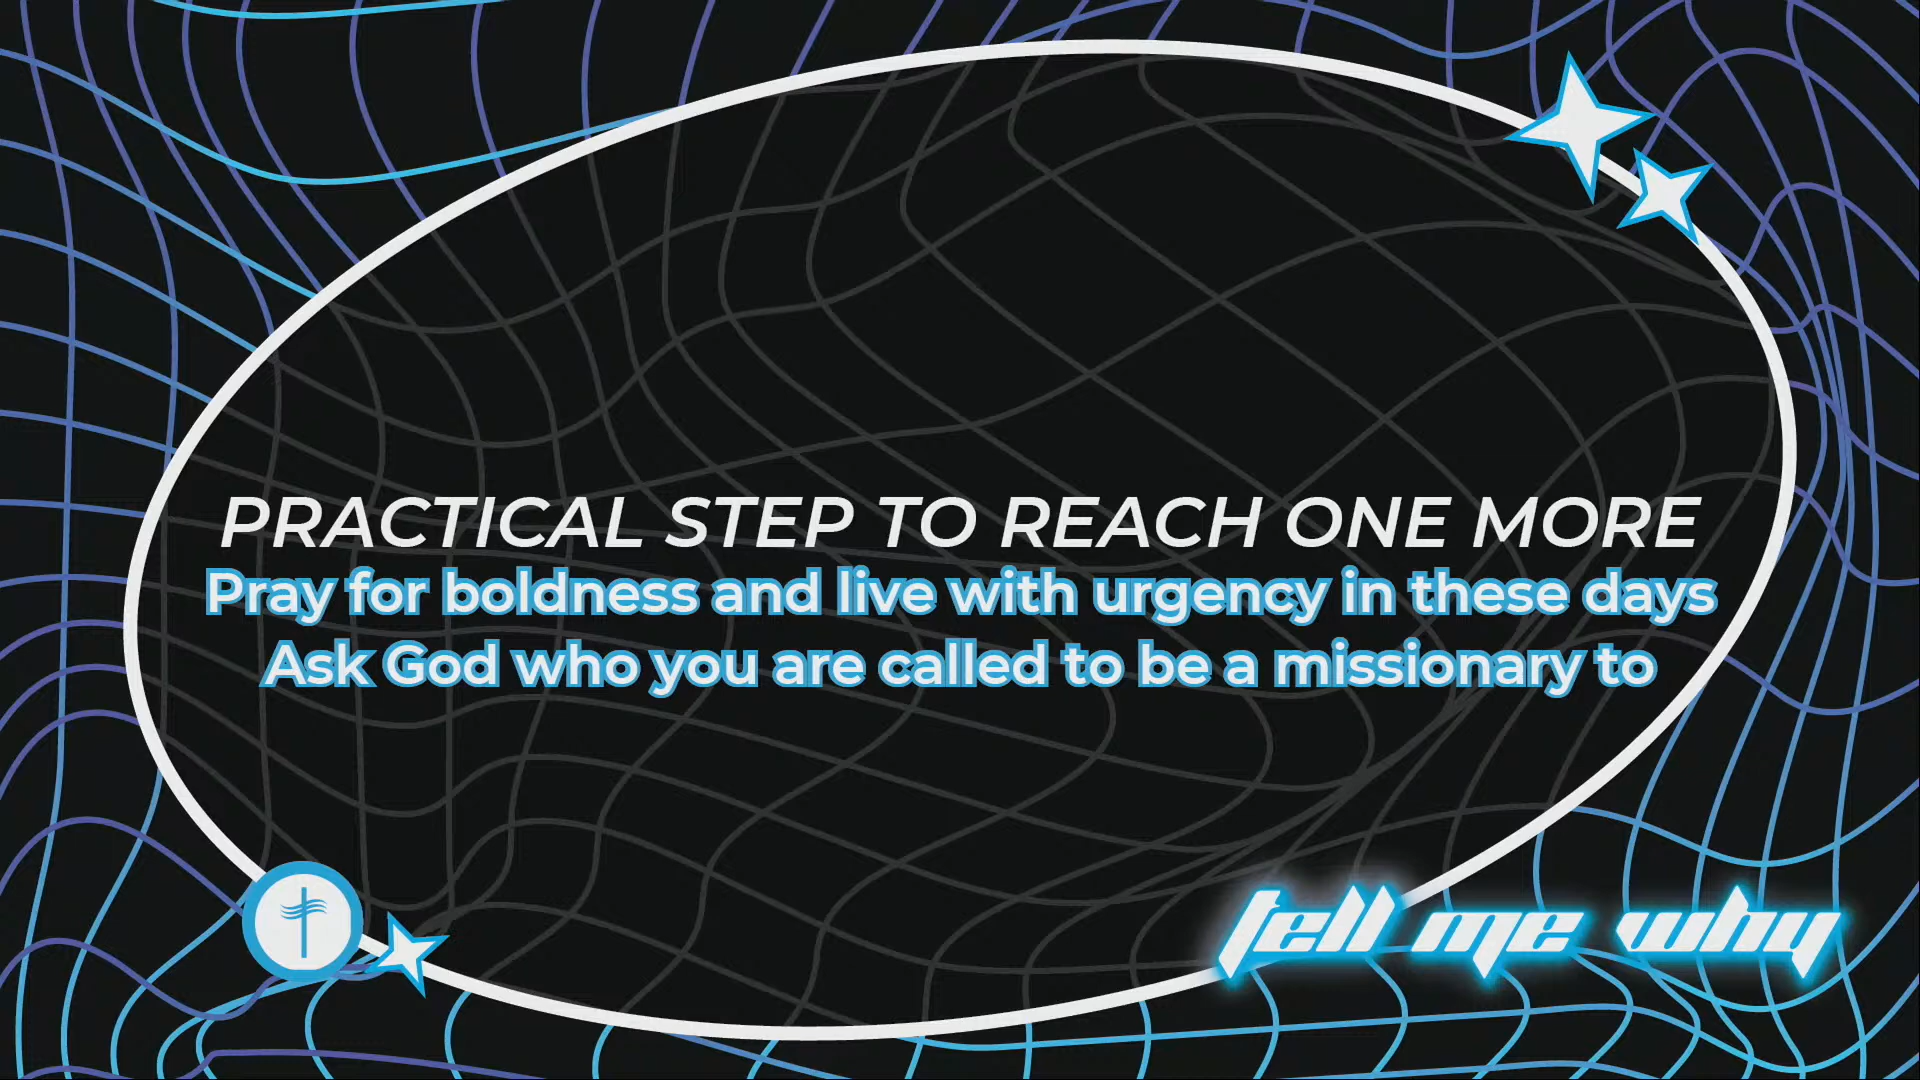 PRACTICAL STEP TO REACH ONE MORE
Pray for boldness and live with urgency in these days
Ask God who you are called to be a missionary to
tell me why